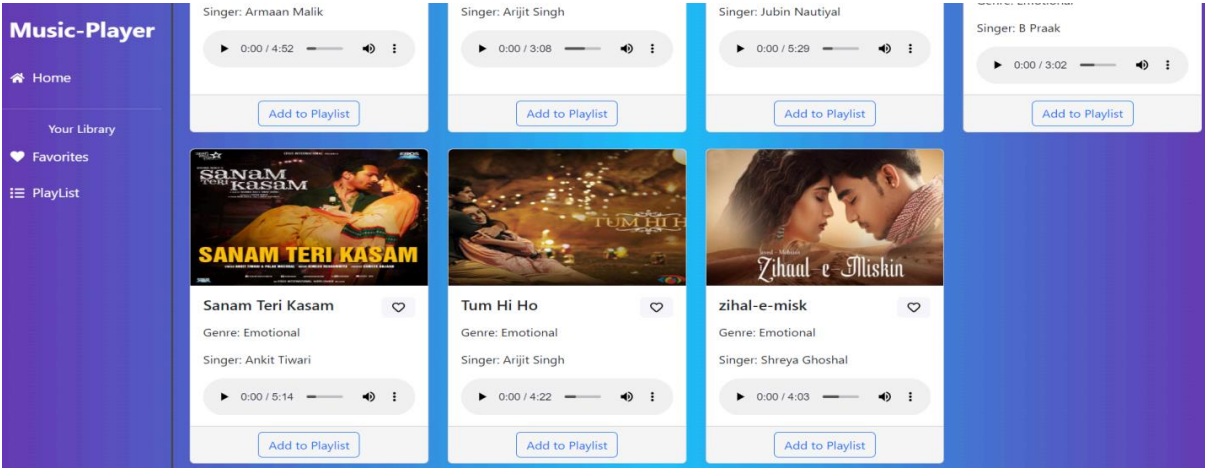 Music-Player
Home
Your Library
Favorites
PlayList
Singer: Armaan Malik
0:00 / 4:52
Add to Playlist
Singer: Arijit Singh
0:00 / 3:08
Add to Playlist
Singer: Jubin Nautiyal
0:00 / 5:29
Add to Playlist
Singer: B Praak
0:00 / 3:02
Add to Playlist
SANAM
TERI KASAM
SANAM TERI KASAM
Sanam Teri Kasam
Genre: Emotional
Singer: Ankit Tiwari
0:00 / 5:14
Add to Playlist
TUM HI H
Tum Hi Ho
Genre: Emotional
Singer: Arijit Singh
0:00 / 4:22
Add to Playlist
Zihaal-e-Miskin
zihal-e-misk
Genre: Emotional
Singer: Shreya Ghoshal
0:00 / 4:03
Add to Playlist